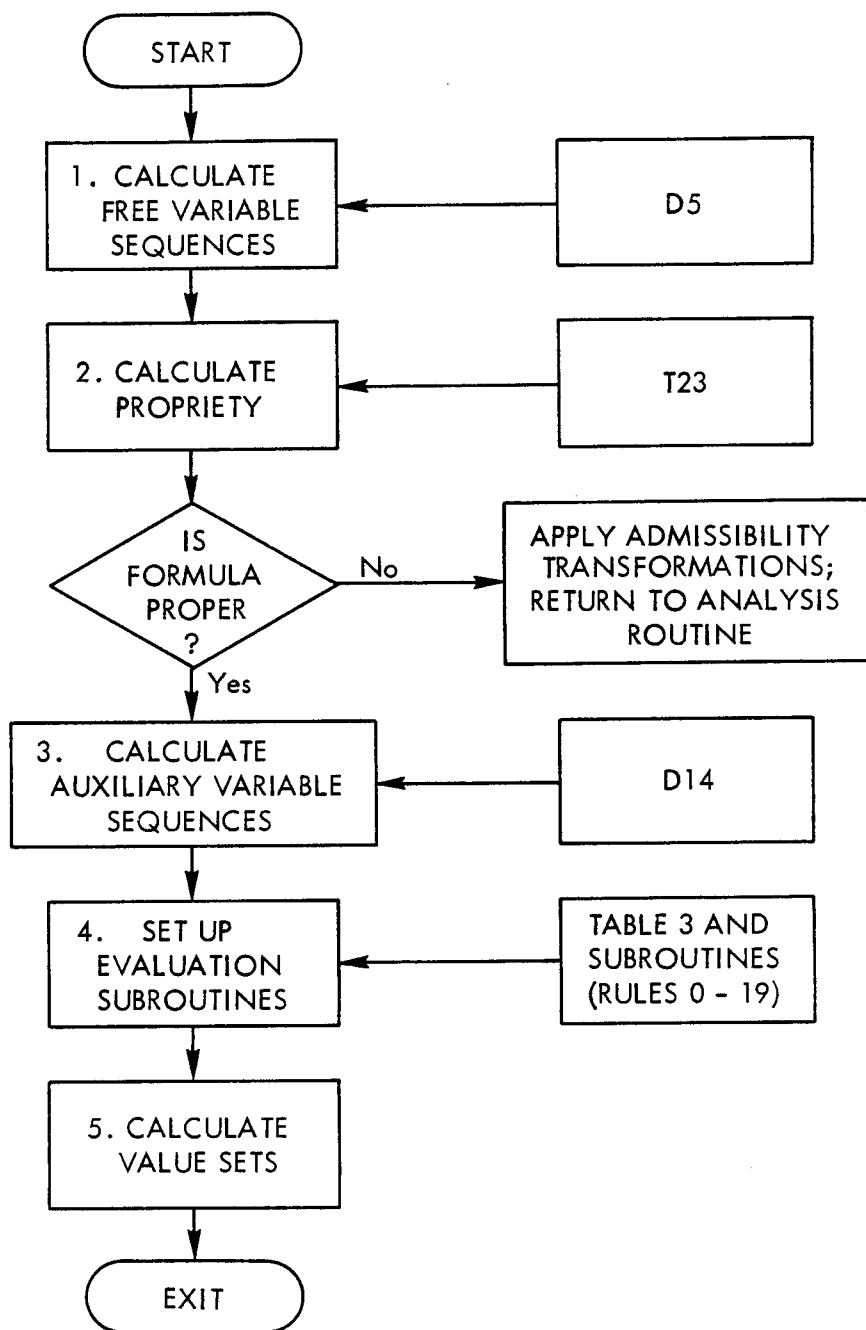 START
1. CALCULATE
FREE VARIABLE
SEQUENCES
D5
2. CALCULATE
PROPRIETY
T23
IS
FORMULA
PROPER
?
No
APPLY ADMISSIBILITY
TRANSFORMATIONS;
RETURN TO ANALYSIS
ROUTINE
Yes
3. CALCULATE
AUXILIARY VARIABLE
SEQUENCES
D14
4. SET UP
EVALUATION
SUBROUTINES
TABLE 3 AND
SUBROUTINES
(RULES 0 - 19)
5. CALCULATE
VALUE SETS
EXIT